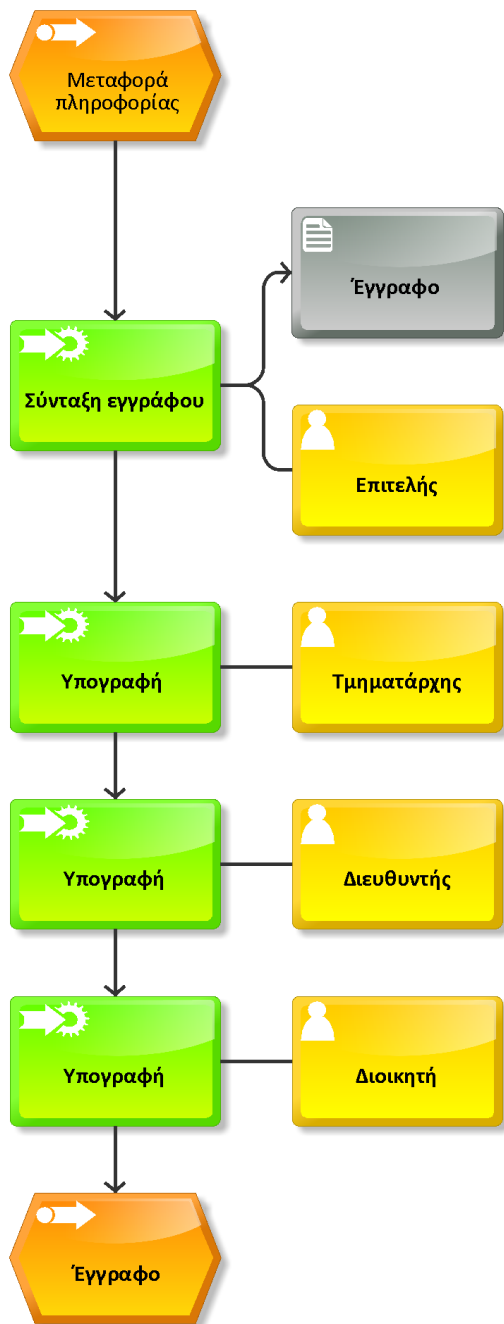 Μεταφορά
πληροφορίας
Έγγραφο
Σύνταξη εγγράφου
Επιτελής
Υπογραφή
Τμηματάρχης
Υπογραφή
Διευθυντής
Υπογραφή
Διοικητή
Έγγραφο